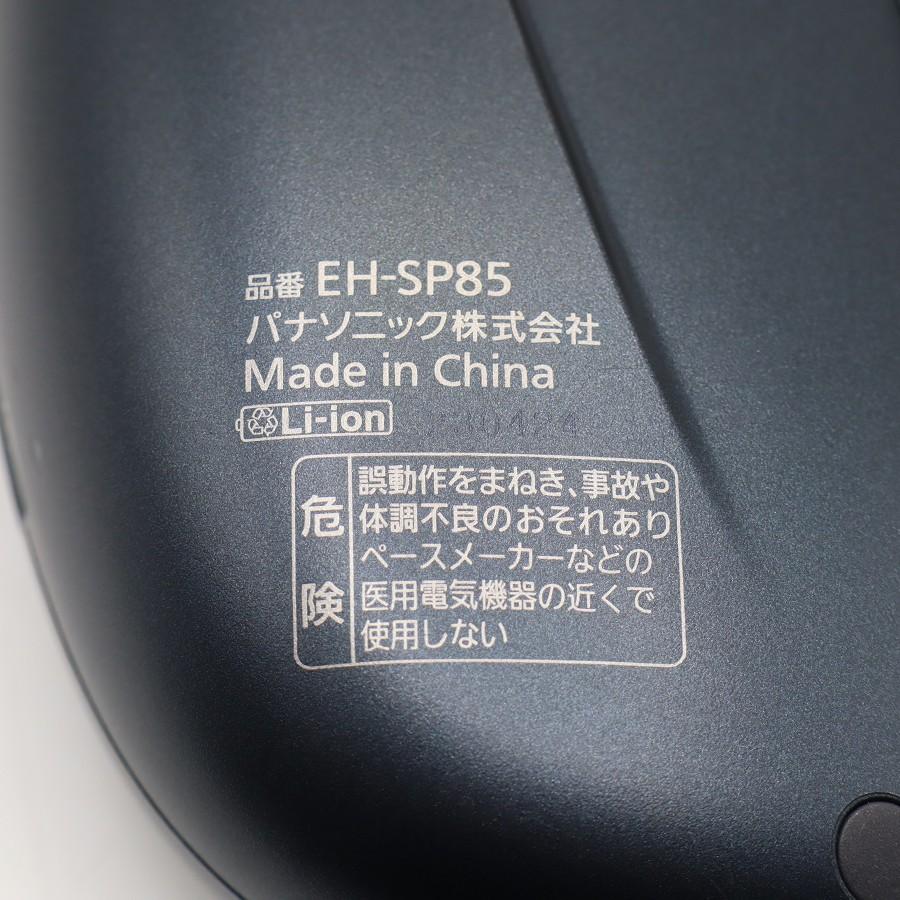 品番 EH-SP85
パナソニック株式会社
Made in China
Li-ion
危険
誤動作をまねき、事故や
体調不良のおそれあり
ペースメーカーなどの
医用電気機器の近くで
使用しない